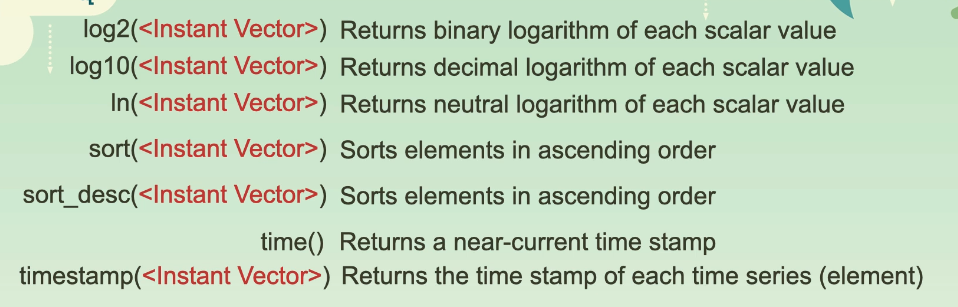 log2(<Instant Vector>) Returns binary logarithm of each scalar value
log10(<Instant Vector>) Returns decimal logarithm of each scalar value
ln(<Instant Vector>) Returns neutral logarithm of each scalar value
sort(<Instant Vector>) Sorts elements in ascending order
sort_desc(<Instant Vector>) Sorts elements in ascending order
time() Returns a near-current time stamp
timestamp(<Instant Vector>) Returns the time stamp of each time series (element)